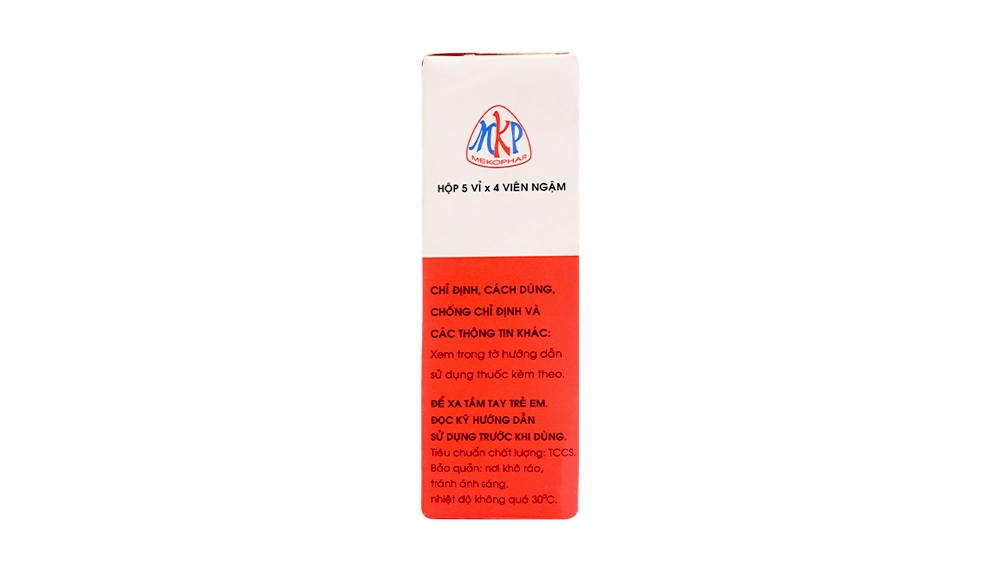 MKP
MEKOPHAR
HỘP 5 VỈ x 4 VIÊN NGẬM
CHỈ ĐỊNH, CÁCH DÙNG,
CHỐNG CHỈ ĐỊNH VÀ
CÁC THÔNG TIN KHÁC:
Xem trong tờ hướng dẫn
sử dụng thuốc kèm theo.
ĐỂ XA TẦM TAY TRẺ EM.
ĐỌC KỸ HƯỚNG DẪN
SỬ DỤNG TRƯỚC KHI DÙNG.
Tiêu chuẩn chất lượng: TCCS.
Bảo quản: nơi khô ráo,
tránh ánh sáng,
nhiệt độ không quá 30°C.